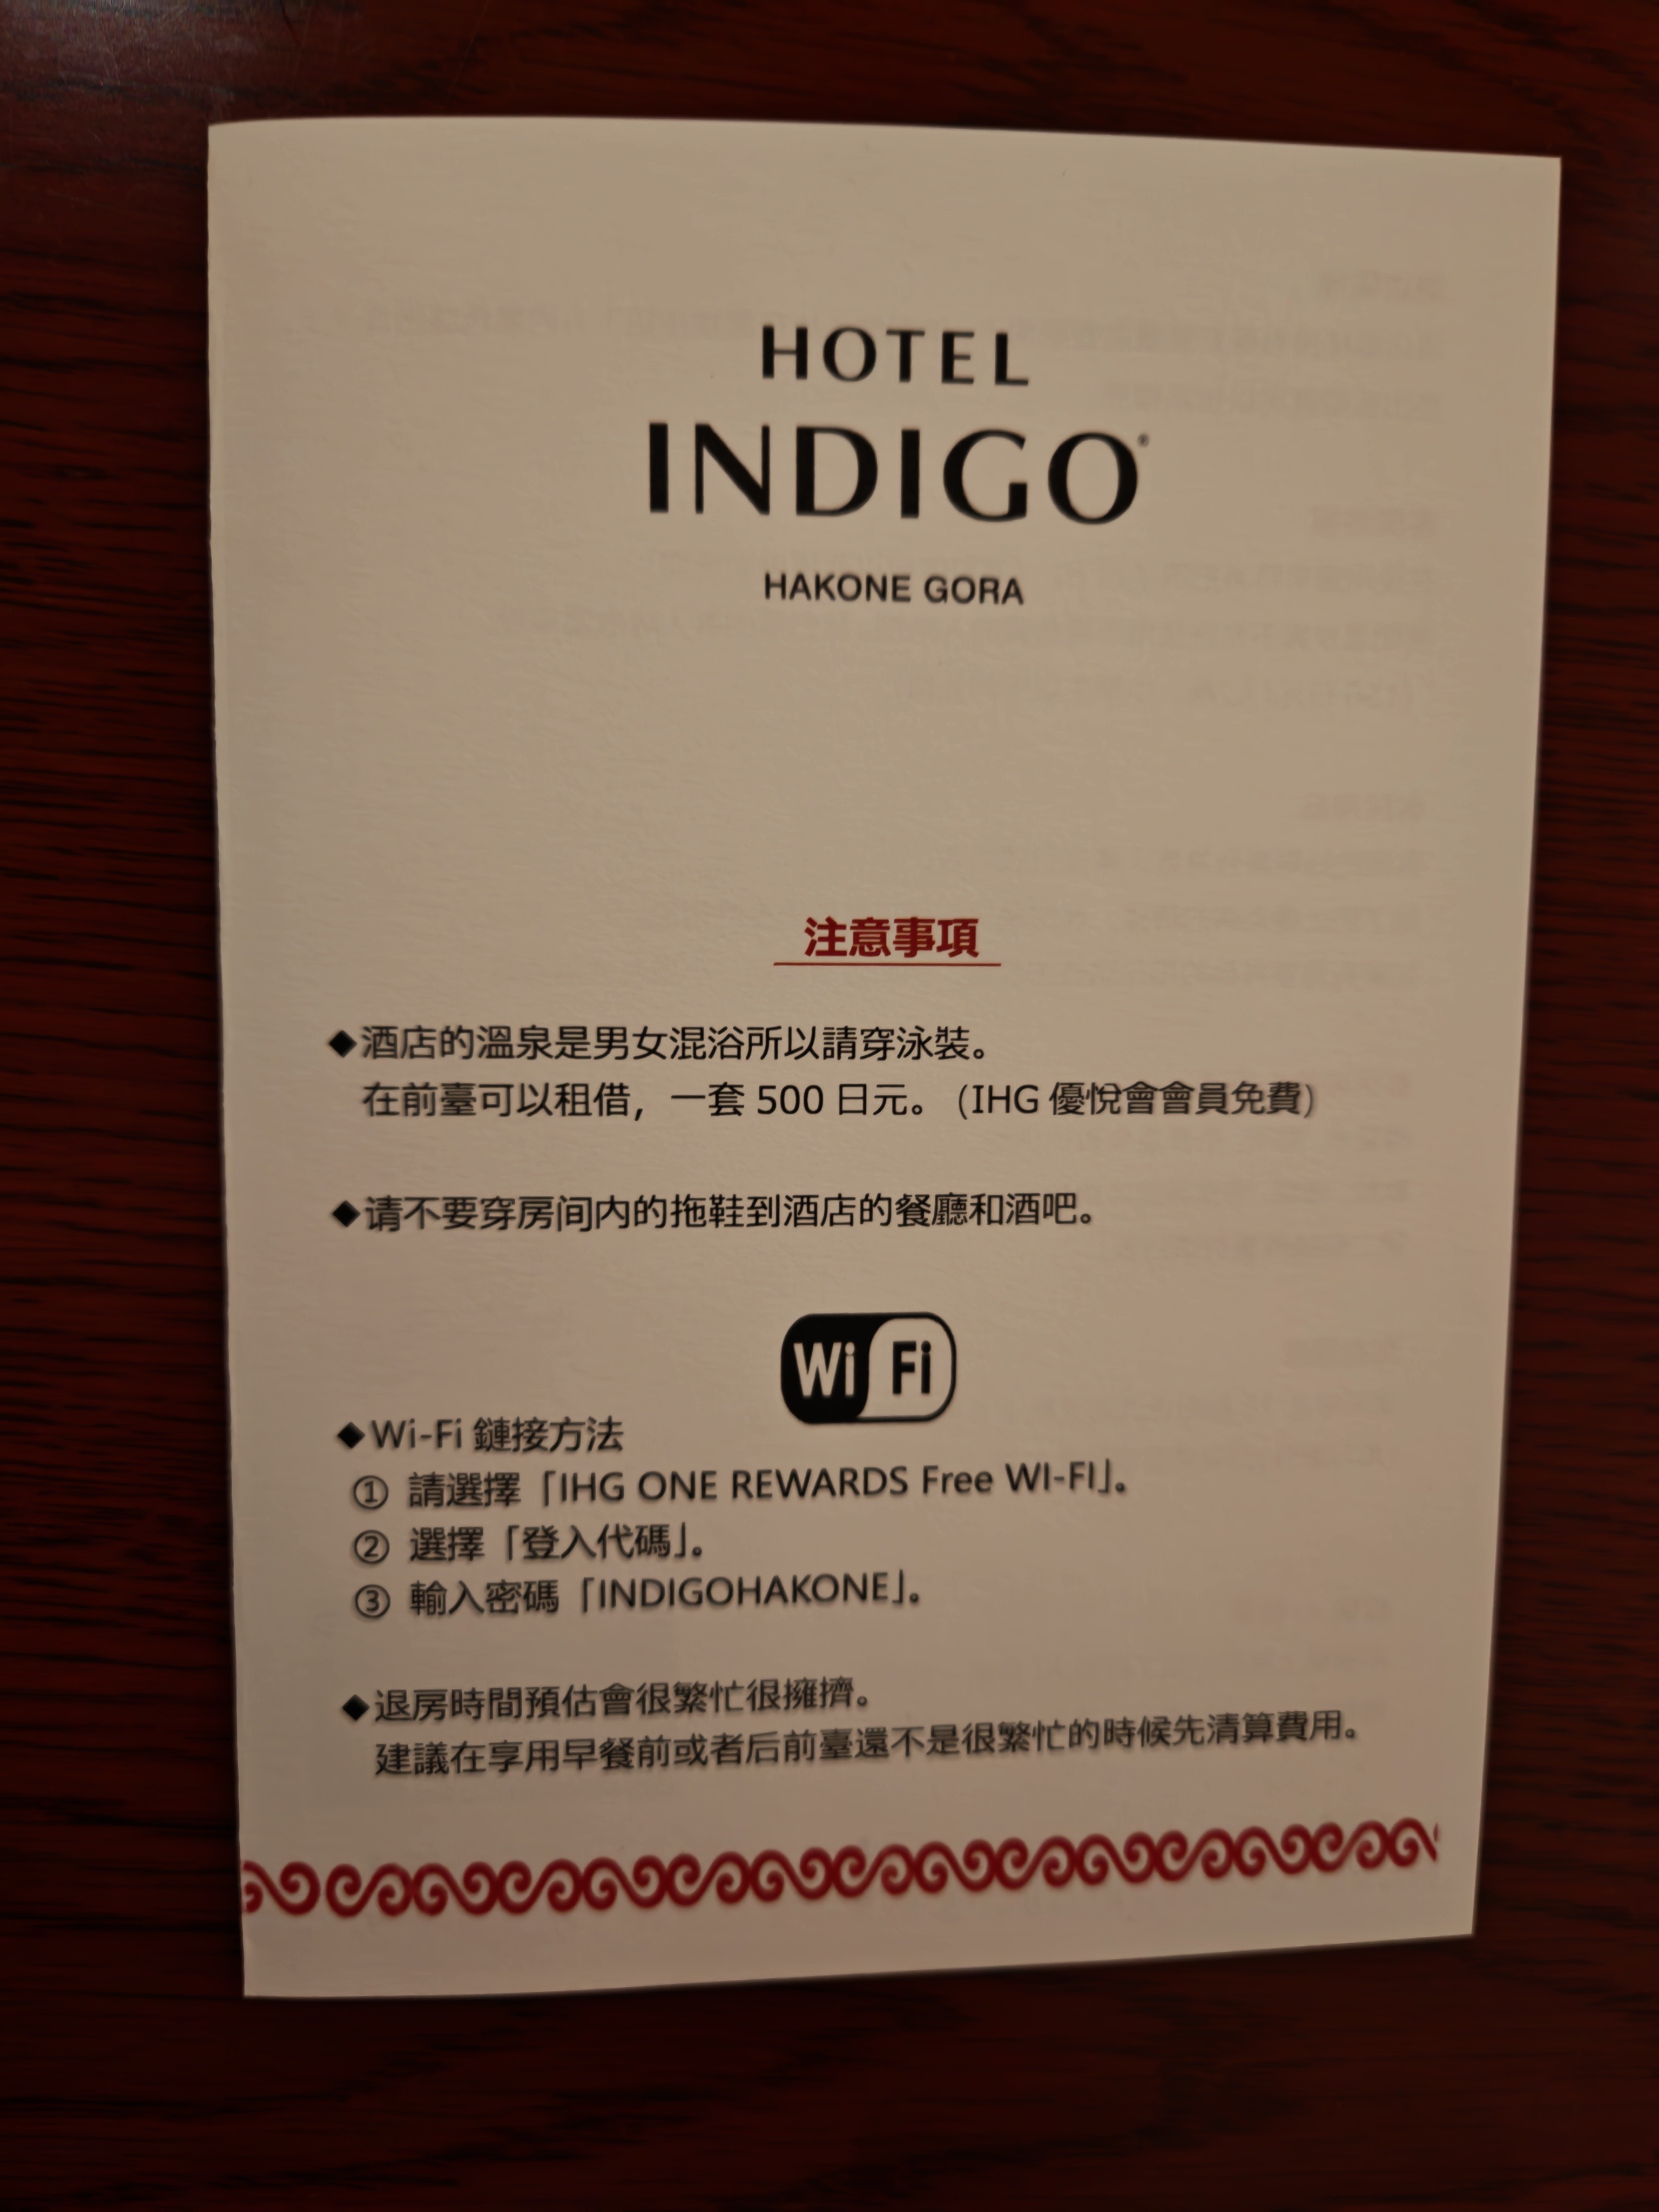 HOTEL
INDIGO®
HAKONE GORA
注意事項
◆酒店的溫泉是男女混浴所以請穿泳裝。
在前臺可以租借，一套 500 日元。 (IHG 優悅會會員免費)
◆请不要穿房间内的拖鞋到酒店的餐廳和酒吧。
Wi Fi
◆Wi-Fi 鏈接方法
① 請選擇「IHG ONE REWARDS Free WI-FI」。
② 選擇「登入代碼」。
③ 輸入密碼「INDIGOHAKONE」。
◆退房時間預估會很繁忙很擁擠。
建議在享用早餐前或者后前臺還不是很繁忙的時候先清算費用。